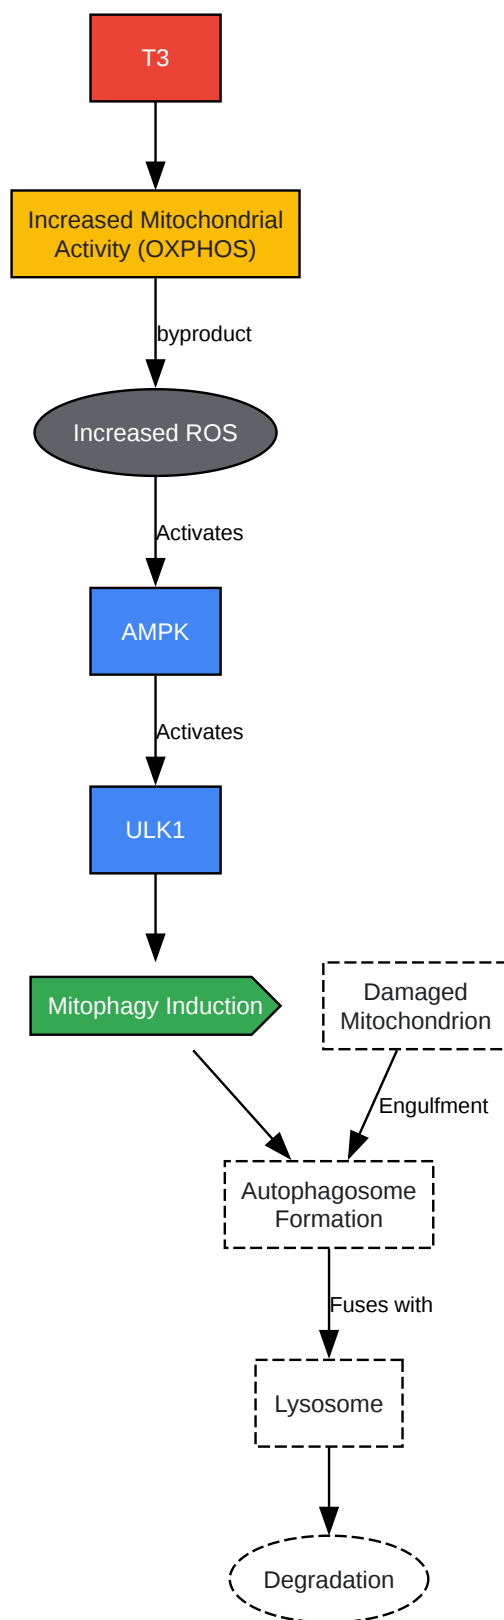 T3
Increased Mitochondrial
Activity (OXPHOS)
byproduct
Increased ROS
Activates
AMPK
Activates
ULK1
Mitophagy Induction
Damaged
Mitochondrion
Engulfment
Autophagosome
Formation
Fuses with
Lysosome
Degradation